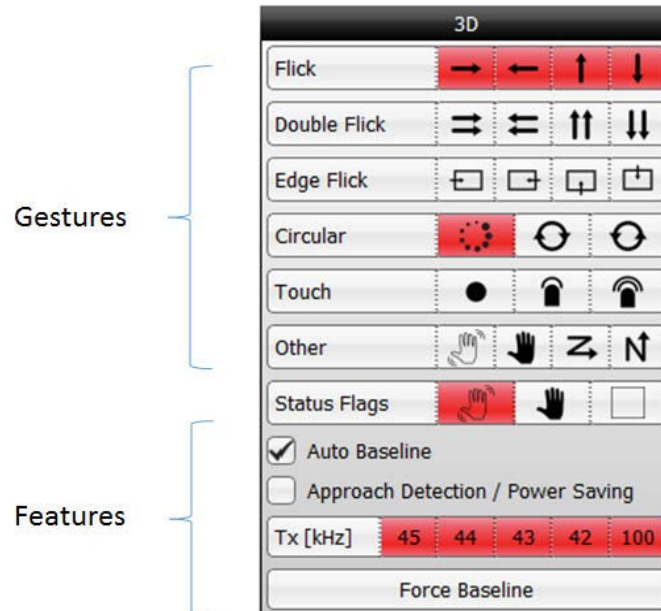 3D
Flick
Double Flick
Edge Flick
Gestures
Circular
Touch
Other
Status Flags
Auto Baseline
Approach Detection / Power Saving
Features
Tx [kHz] 45 44 43 42 100
Force Baseline